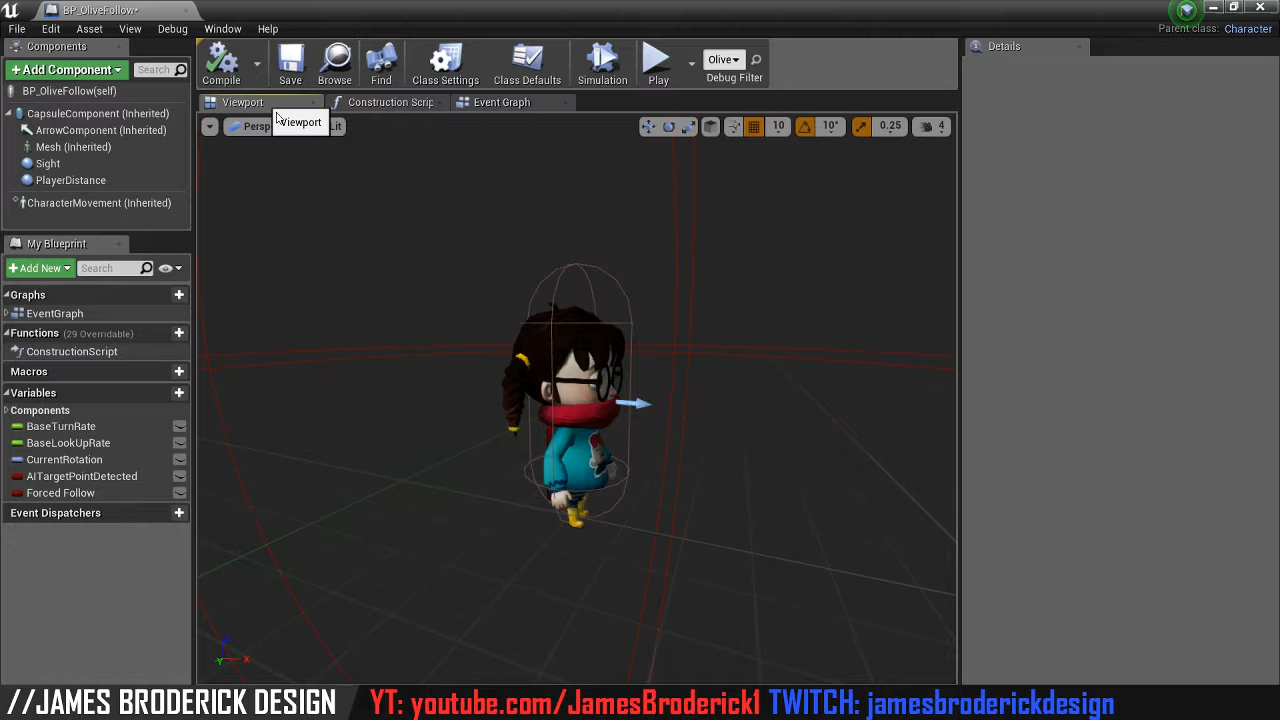 BP_OliveFollow*
File Edit Asset View Debug Window Help
Parent class: Character
Components
Add Component
Search
BP_OliveFollow(self)
CapsuleComponent (Inherited)
ArrowComponent (Inherited)
Mesh (Inherited)
Sight
PlayerDistance
CharacterMovement (Inherited)
My Blueprint
Add New
Search
Graphs
EventGraph
Functions (29 Overridable)
ConstructionScript
Macros
Variables
Components
BaseTurnRate
BaseLookUpRate
CurrentRotation
AITargetPointDetected
Forced Follow
Event Dispatchers
Compile
Save
Browse
Find
Class Settings
Class Defaults
Simulation
Play
Olive
Debug Filter
Viewport
Construction Scrip
Event Graph
Persp
Viewport
Lit
10
10°
0.25
4
Z
Y
X
Details
//JAMES BRODERICK DESIGN YT: youtube.com/JamesBroderick1 TWITCH: jamesbroderickdesign